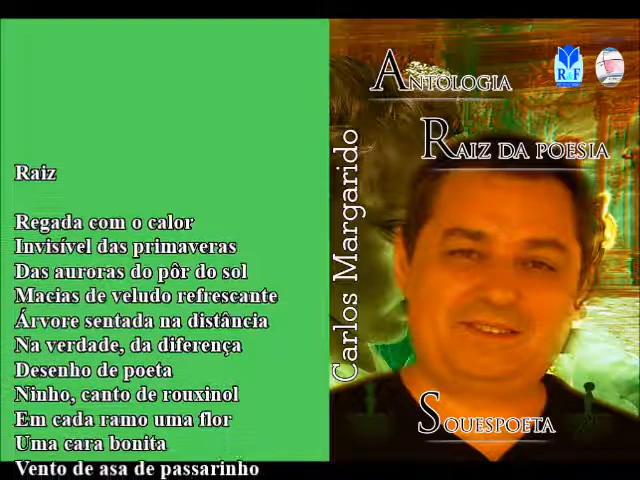 Raiz
Regada com o calor
Invisível das primaveras
Das auroras do pôr do sol
Macias de veludo refrescante
Árvore sentada na distância
Na verdade, da diferença
Desenho de poeta
Ninho, canto de rouxinol
Em cada ramo uma flor
Uma cara bonita
Vento de asa de passarinho
Antologia
R F
Raiz da poesia
Carlos Margarido
Souespoeta